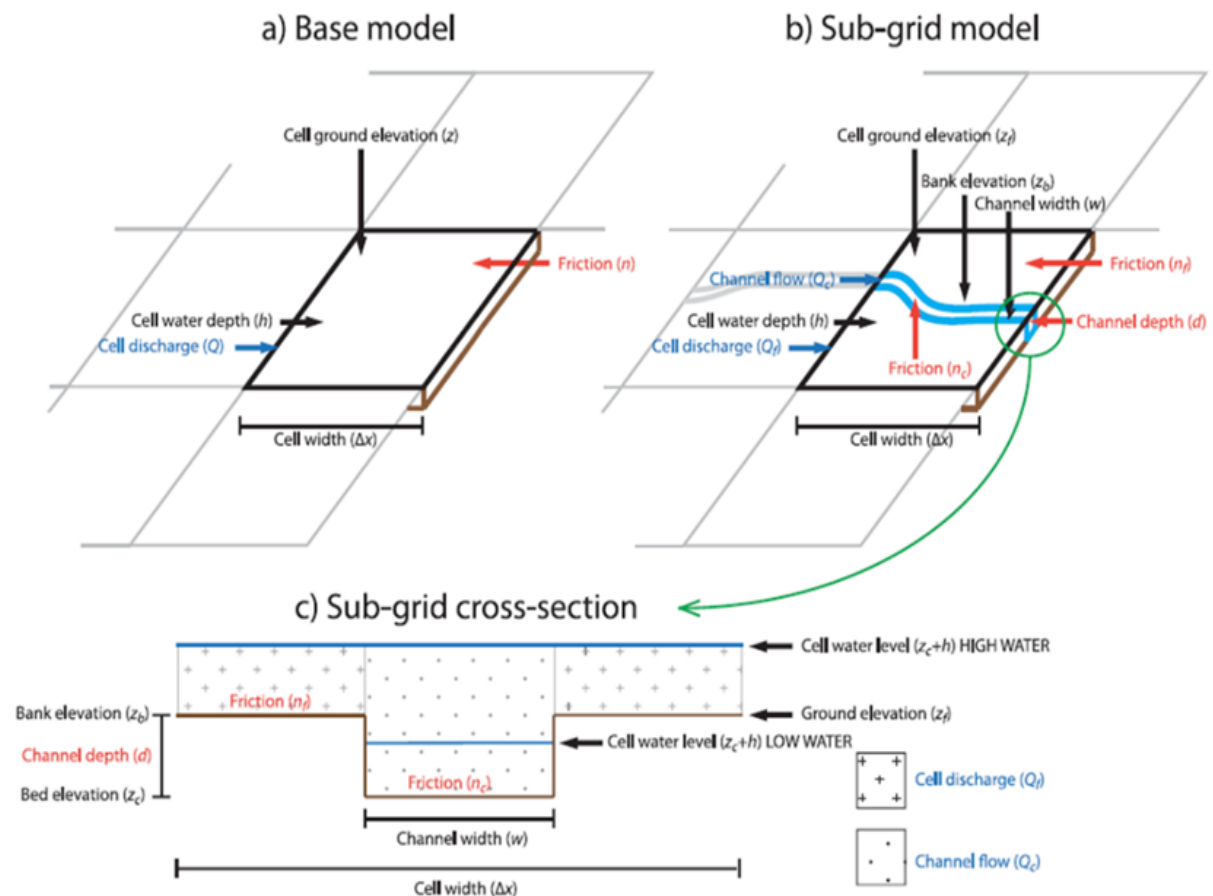 a) Base model
Cell ground elevation (z)
Friction (n)
Cell water depth (h)
Cell discharge (Q)
Cell width (Δx)
b) Sub-grid model
Cell ground elevation (z_f)
Bank elevation (z_b)
Channel width (w)
Channel flow (Q_c)
Friction (n_f)
Cell water depth (h)
Channel depth (d)
Cell discharge (Q_f)
Friction (n_c)
Cell width (Δx)
c) Sub-grid cross-section
Cell water level (z_c+h) HIGH WATER
Friction (n_f)
Bank elevation (z_b)
Ground elevation (z_f)
Channel depth (d)
Cell water level (z_c+h) LOW WATER
Friction (n_c)
Bed elevation (z_c)
Cell discharge (Q_f)
Channel width (w)
Channel flow (Q_c)
Cell width (Δx)